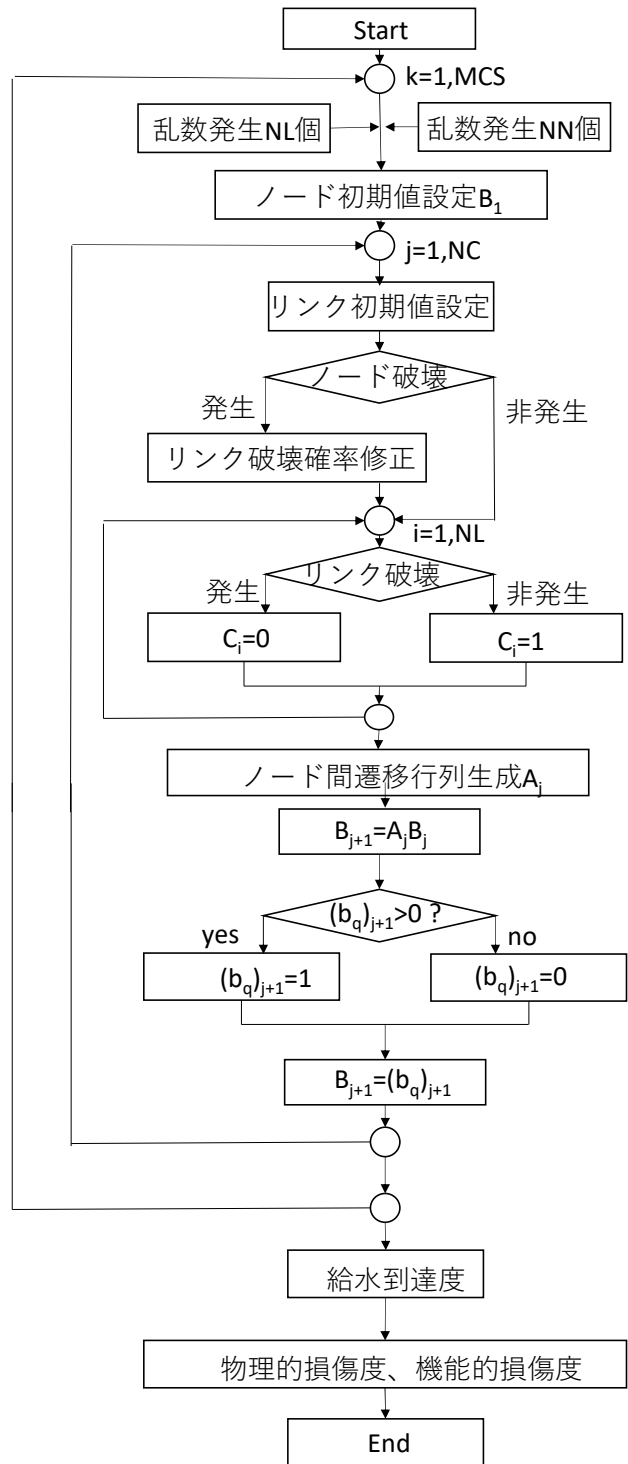 Start
k=1,MCS
乱数発生NL個
乱数発生NN個
ノード初期値設定B₁
j=1,NC
リンク初期値設定
ノード破壊
発生
非発生
リンク破壊確率修正
i=1,NL
リンク破壊
発生
非発生
Cᵢ=0
Cᵢ=1
ノード間遷移行列生成Aⱼ
Bⱼ₊₁=AⱼBⱼ
(b_q)ⱼ₊₁>0 ?
yes
no
(b_q)ⱼ₊₁=1
(b_q)ⱼ₊₁=0
Bⱼ₊₁=(b_q)ⱼ₊₁
給水到達度
物理的損傷度、機能的損傷度
End